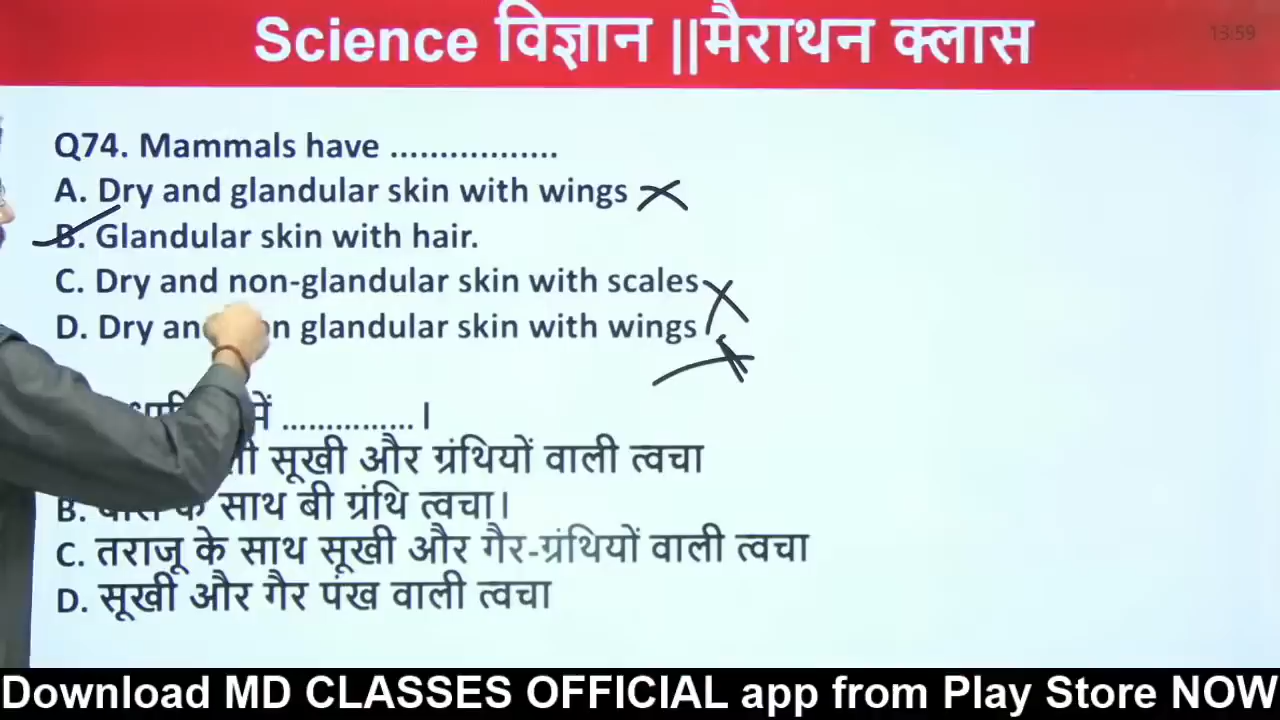 Science विज्ञान ||मैराथन क्लास
13:59
Q74. Mammals have .................
A. Dry and glandular skin with wings
B. Glandular skin with hair.
C. Dry and non-glandular skin with scales
D. Dry glandular skin with wings
में .............. ।
सूखी और ग्रंथियों वाली त्वचा
B. के साथ बी ग्रंथि त्वचा।
C. तराजू के साथ सूखी और गैर-ग्रंथियों वाली त्वचा
D. सूखी और गैर पंख वाली त्वचा
Download MD CLASSES OFFICIAL app from Play Store NOW